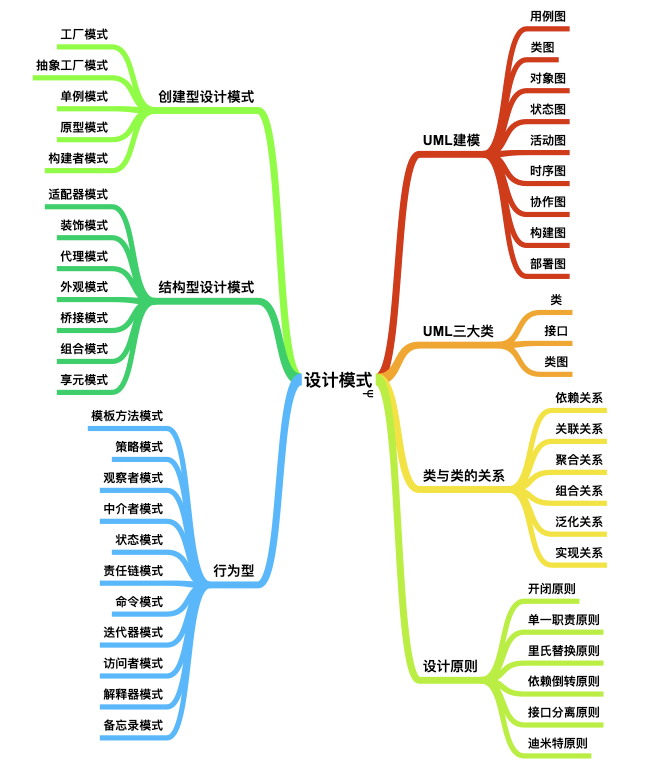 设计模式
创建型设计模式
工厂模式
抽象工厂模式
单例模式
原型模式
构建者模式
结构型设计模式
适配器模式
装饰模式
代理模式
外观模式
桥接模式
组合模式
享元模式
行为型
模板方法模式
策略模式
观察者模式
中介者模式
状态模式
责任链模式
命令模式
迭代器模式
访问者模式
解释器模式
备忘录模式
UML建模
用例图
类图
对象图
状态图
活动图
时序图
协作图
构建图
部署图
UML三大类
类
接口
类图
类与类的关系
依赖关系
关联关系
聚合关系
组合关系
泛化关系
实现关系
设计原则
开闭原则
单一职责原则
里氏替换原则
依赖倒转原则
接口分离原则
迪米特原则